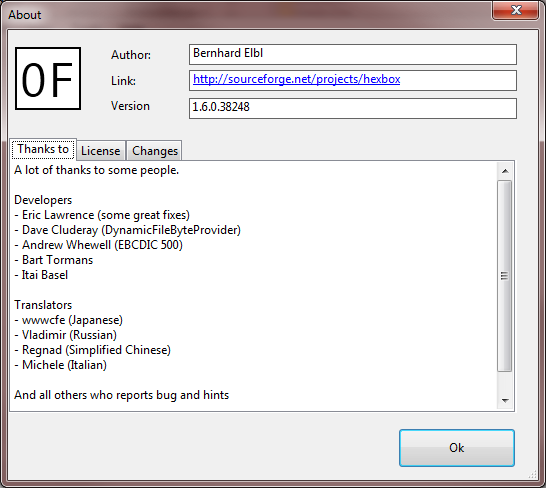 About
0F
Author:
Bernhard Elbl
Link:
http://sourceforge.net/projects/hexbox
Version
1.6.0.38248
Thanks to
License
Changes
A lot of thanks to some people.
Developers
- Eric Lawrence (some great fixes)
- Dave Cluderay (DynamicFileByteProvider)
- Andrew Whewell (EBCDIC 500)
- Bart Tormans
- Itai Basel
Translators
- wwwcfe (Japanese)
- Vladimir (Russian)
- Regnad (Simplified Chinese)
- Michele (Italian)
And all others who reports bug and hints
Ok